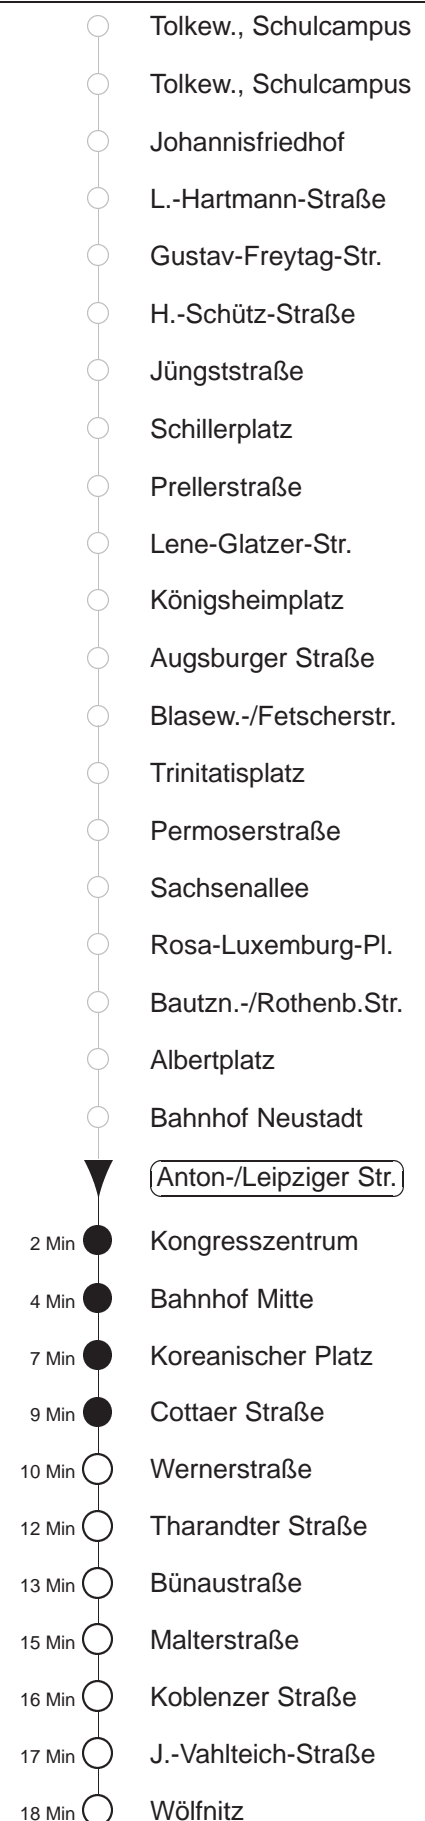 Tolkew., Schulcampus
Tolkew., Schulcampus
Johannisfriedhof
L.-Hartmann-Straße
Gustav-Freytag-Str.
H.-Schütz-Straße
Jüngststraße
Schillerplatz
Prellerstraße
Lene-Glatzer-Str.
Königsheimplatz
Augsburger Straße
Blasew.-/Fetscherstr.
Trinitatisplatz
Permoserstraße
Sachsenallee
Rosa-Luxemburg-Pl.
Bautzn.-/Rothenb.Str.
Albertplatz
Bahnhof Neustadt
Anton-/Leipziger Str.
2 Min Kongresszentrum
4 Min Bahnhof Mitte
7 Min Koreanischer Platz
9 Min Cottaer Straße
10 Min Wernerstraße
12 Min Tharandter Straße
13 Min Bünaustraße
15 Min Malterstraße
16 Min Koblenzer Straße
17 Min J.-Vahlteich-Straße
18 Min Wölfnitz